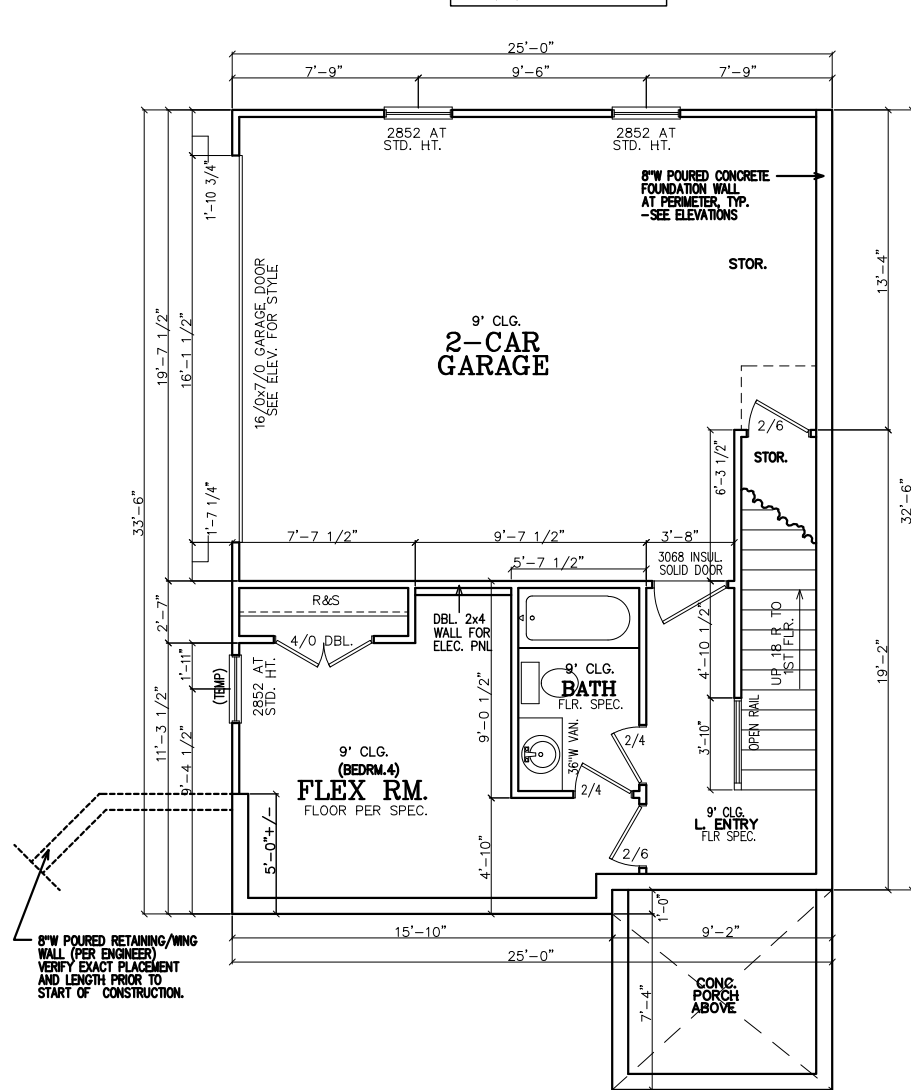 25'-0"
7'-9"
9'-6"
7'-9"
2852 AT
STD. HT.
2852 AT
STD. HT.
8"W POURED CONCRETE
FOUNDATION WALL
AT PERIMETER, TYP.
-SEE ELEVATIONS
1'-10 3/4"
STOR.
13'-4"
16/0x7/0 GARAGE DOOR
SEE ELEV. FOR STYLE
9' CLG.
2-CAR
GARAGE
19'-7 1/2"
16'-1 1/2"
2/6
STOR.
6'-3 1/2"
33'-6"
32'-6"
1'-7 1/4"
7'-7 1/2"
9'-7 1/2"
3'-8"
5'-7 1/2"
3068 INSUL.
SOLID DOOR
R&S
2'-7"
DBL. 2x4
WALL FOR
ELEC. PNL
4/0 DBL.
4'-10 1/2"
UP 18 R TO
1ST FLR.
1'-11"
(TEMP)
2852 AT
STD. HT.
9' CLG.
BATH
FLR. SPEC.
19'-2"
9'-0 1/2"
11'-3 1/2"
9'-4 1/2"
36"W VAN.
2/4
3'-10"
OPEN RAIL
9' CLG.
(BEDRM.4)
FLEX RM.
FLOOR PER SPEC.
2/4
9' CLG.
L. ENTRY
FLR SPEC.
5'-0"+/-
4'-10"
2/6
1'-0"
8"W POURED RETAINING/WING
WALL (PER ENGINEER)
VERIFY EXACT PLACEMENT
AND LENGTH PRIOR TO
START OF CONSTRUCTION.
15'-10"
9'-2"
25'-0"
7'-4"
CONC.
PORCH
ABOVE